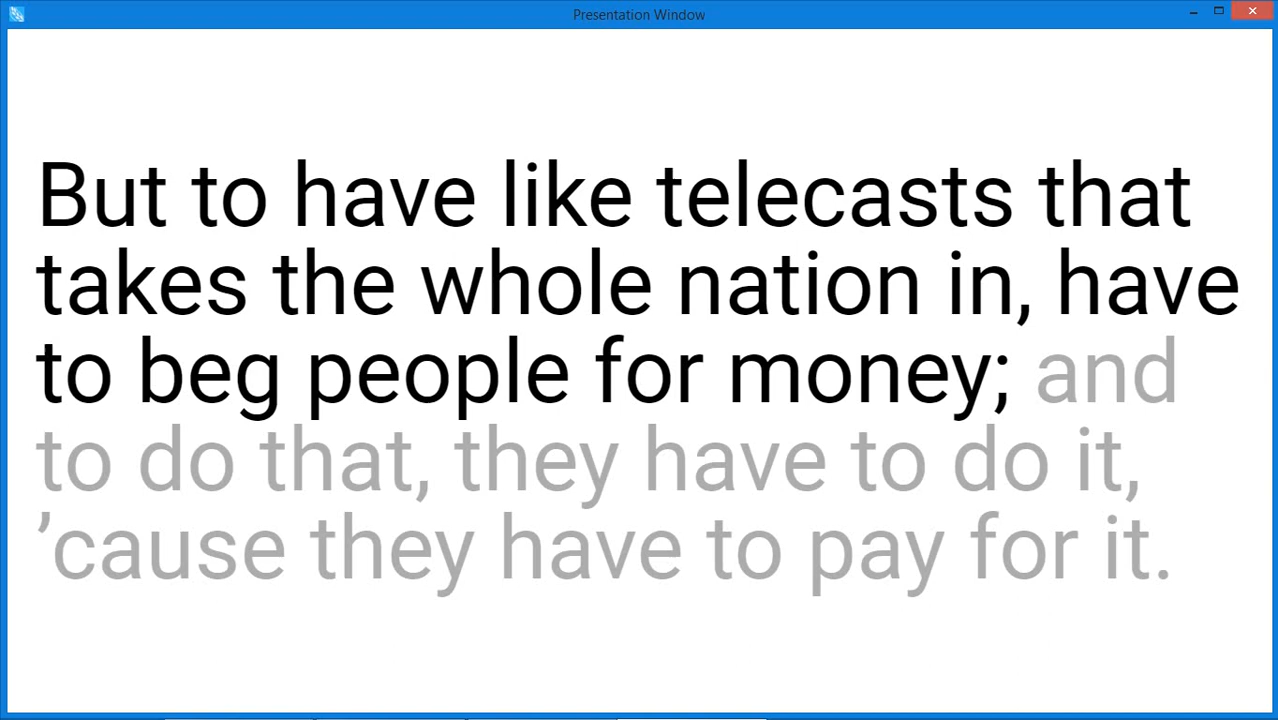 Presentation Window
But to have like telecasts that
takes the whole nation in, have
to beg people for money; and
to do that, they have to do it,
’cause they have to pay for it.